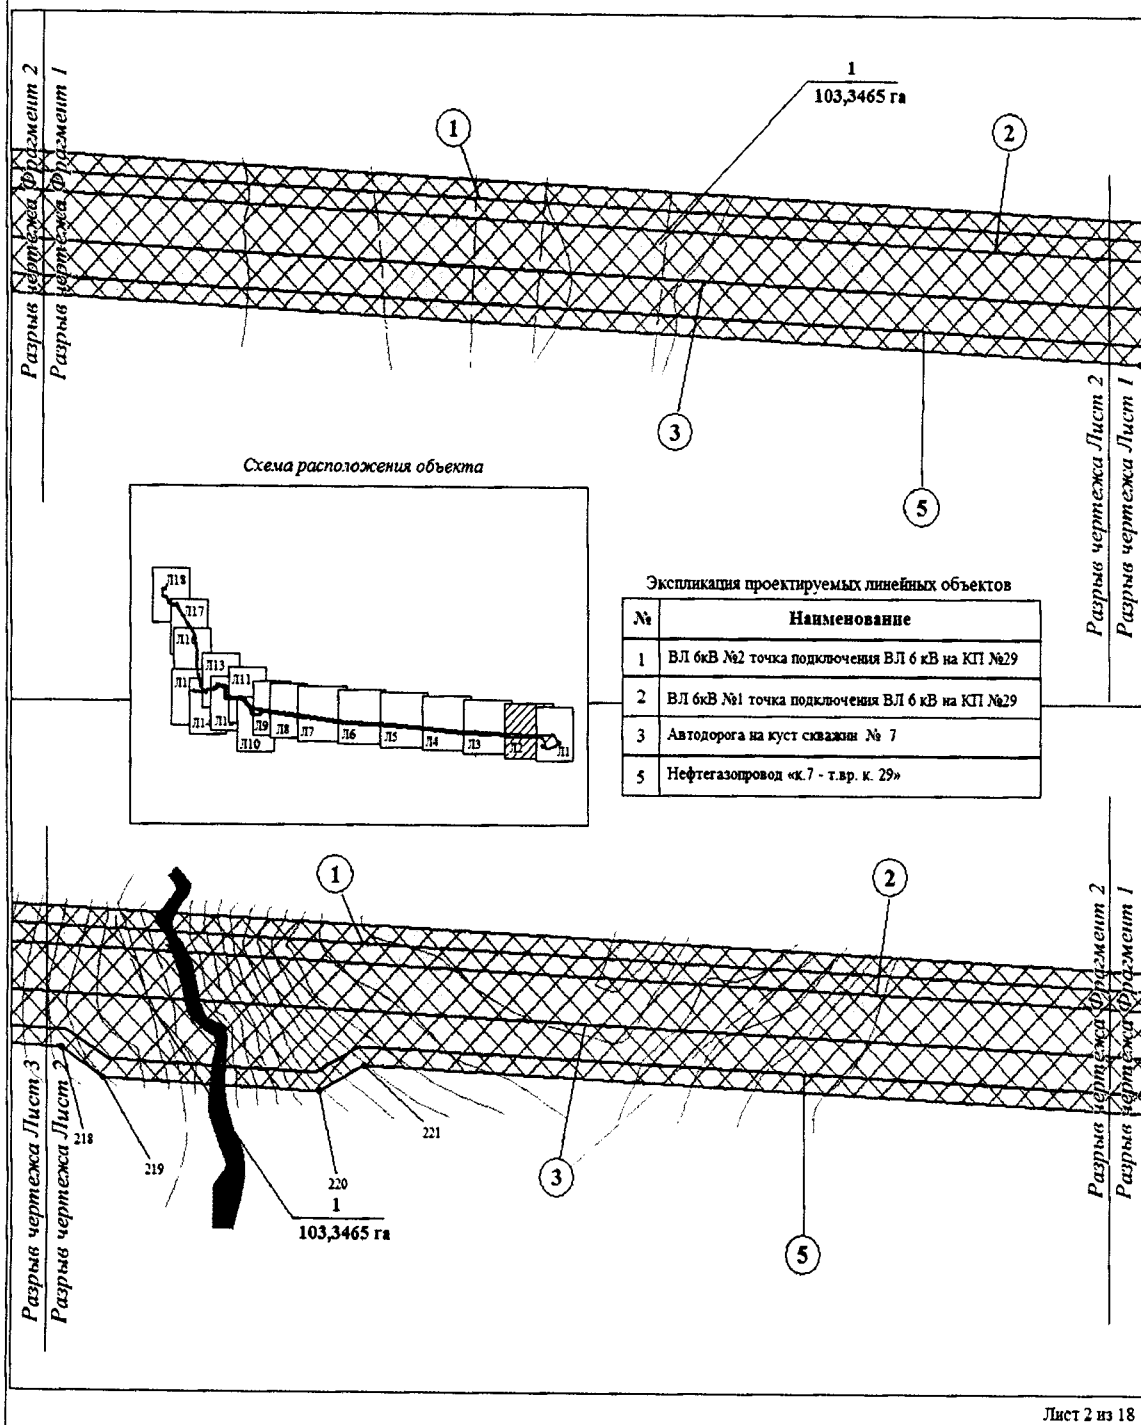 Разрыв чертежа Фрагмент 2
Разрыв чертежа Фрагмент 1
1
103,3465 га
1
2
3
5
Разрыв чертежа Лист 2
Разрыв чертежа Лист 1
Схема расположения объекта
Л18
Л17
Л16
Л13
Л11
Л10
Л9
Л8
Л7
Л6
Л5
Л4
Л3
Л1
Экспликация проектируемых линейных объектов
№ Наименование
1 ВЛ 6кВ №2 точка подключения ВЛ 6 кВ на КП №29
2 ВЛ 6кВ №1 точка подключения ВЛ 6 кВ на КП №29
3 Автодорога на куст скважин № 7
5 Нефтегазопровод «к.7 - т.вр. к. 29»
1
2
3
5
Разрыв чертежа Лист 3
Разрыв чертежа Лист 2
218
219
220
221
1
103,3465 га
Разрыв чертежа Фрагмент 2
Разрыв чертежа Фрагмент 1
Лист 2 из 18